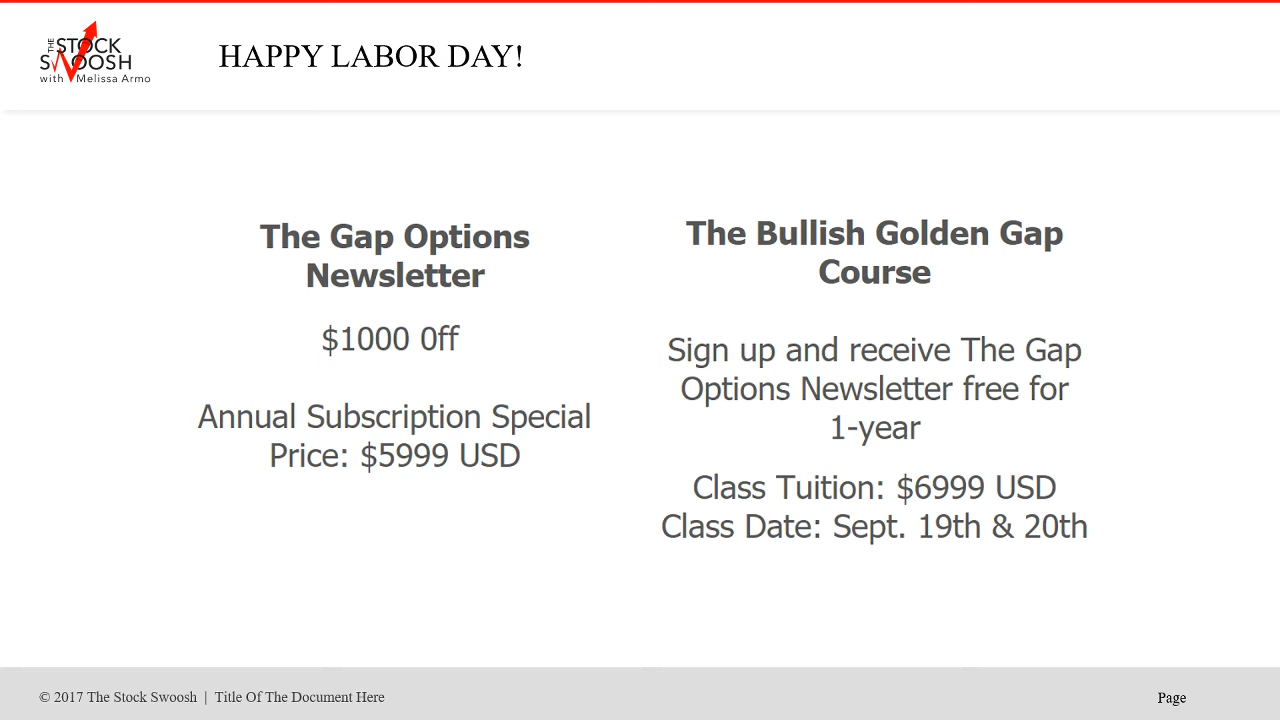 THE
STOCK
SWOOSH
with Melissa Armo
HAPPY LABOR DAY!
The Gap Options
Newsletter
$1000 0ff
Annual Subscription Special
Price: $5999 USD
The Bullish Golden Gap
Course
Sign up and receive The Gap
Options Newsletter free for
1-year
Class Tuition: $6999 USD
Class Date: Sept. 19th & 20th
© 2017 The Stock Swoosh | Title Of The Document Here
Page